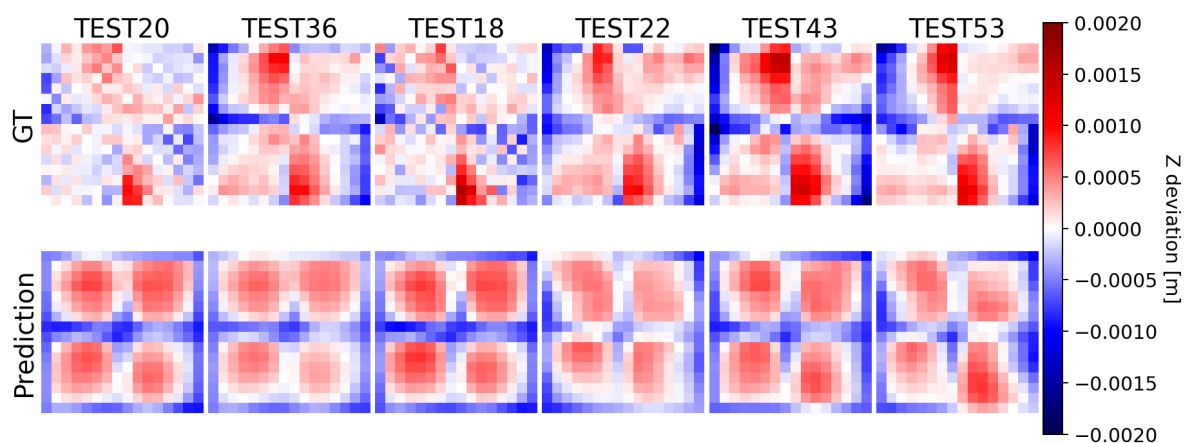 TEST20 TEST36 TEST18 TEST22 TEST43 TEST53
GT
Prediction
0.0020
0.0015
0.0010
0.0005
0.0000
−0.0005
−0.0010
−0.0015
−0.0020
Z deviation [m]